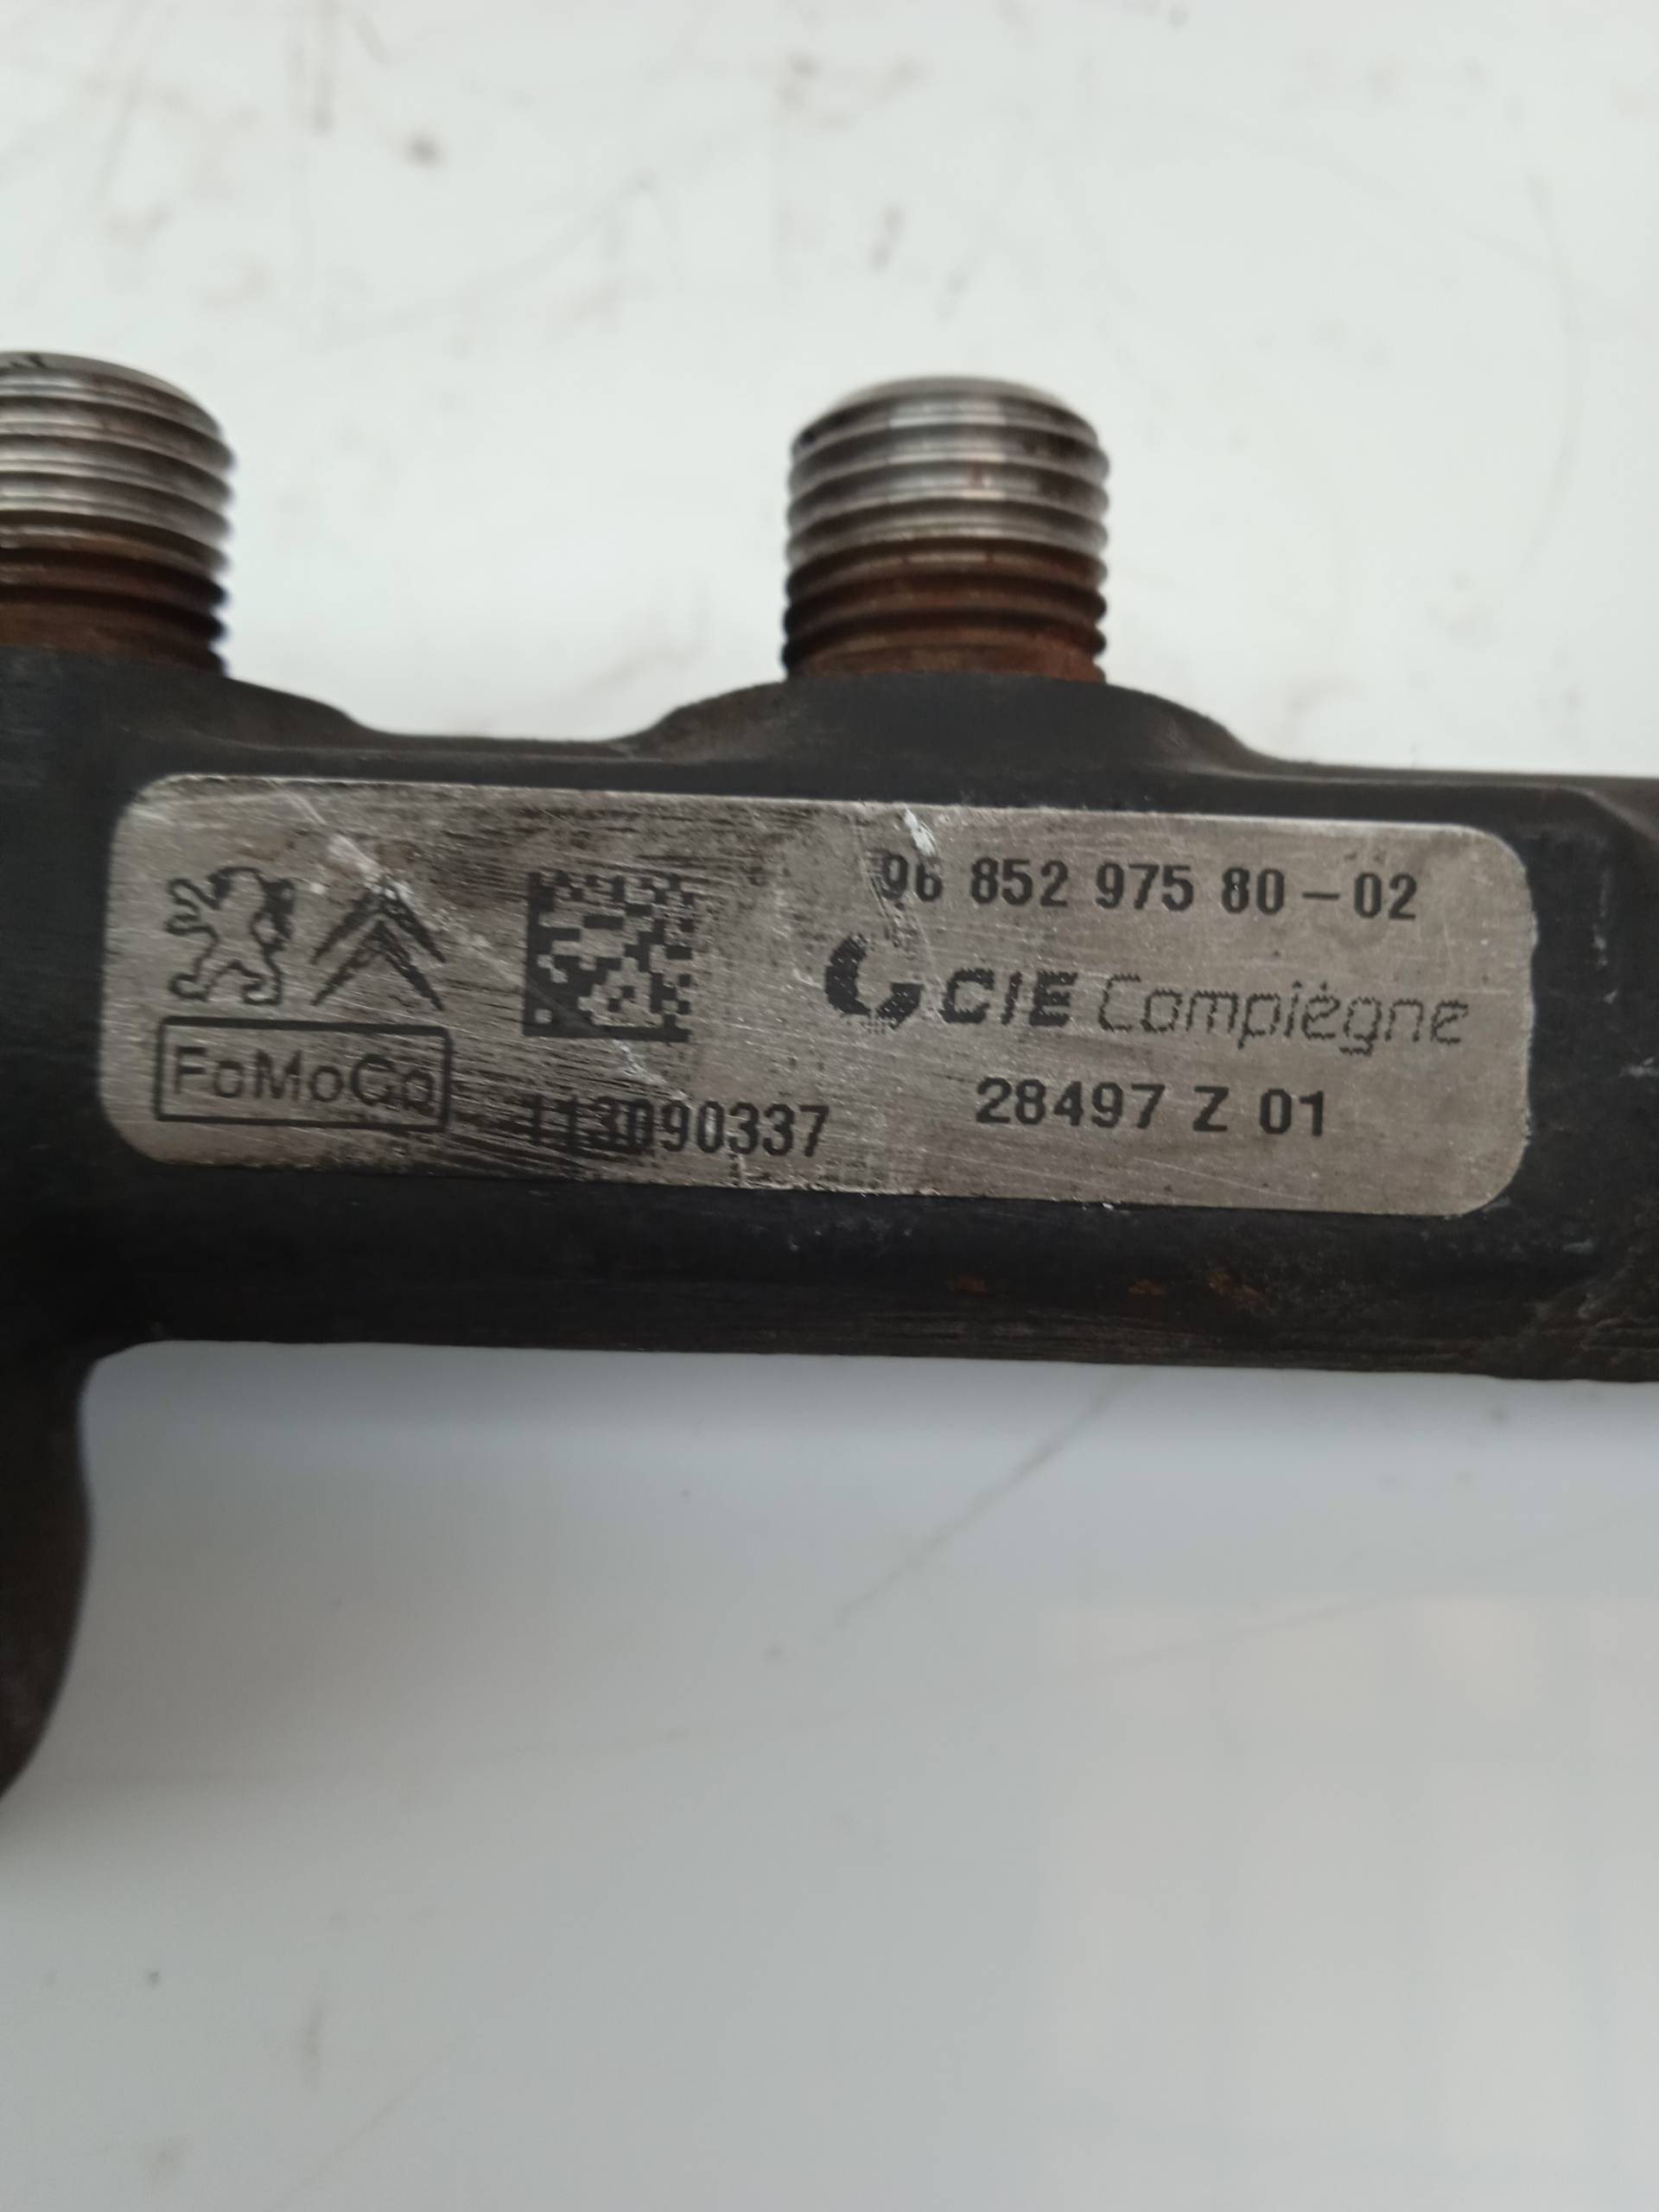 96 852 975 80-02
CIE Compiègne
FoMoCo
113090337
28497 Z 01